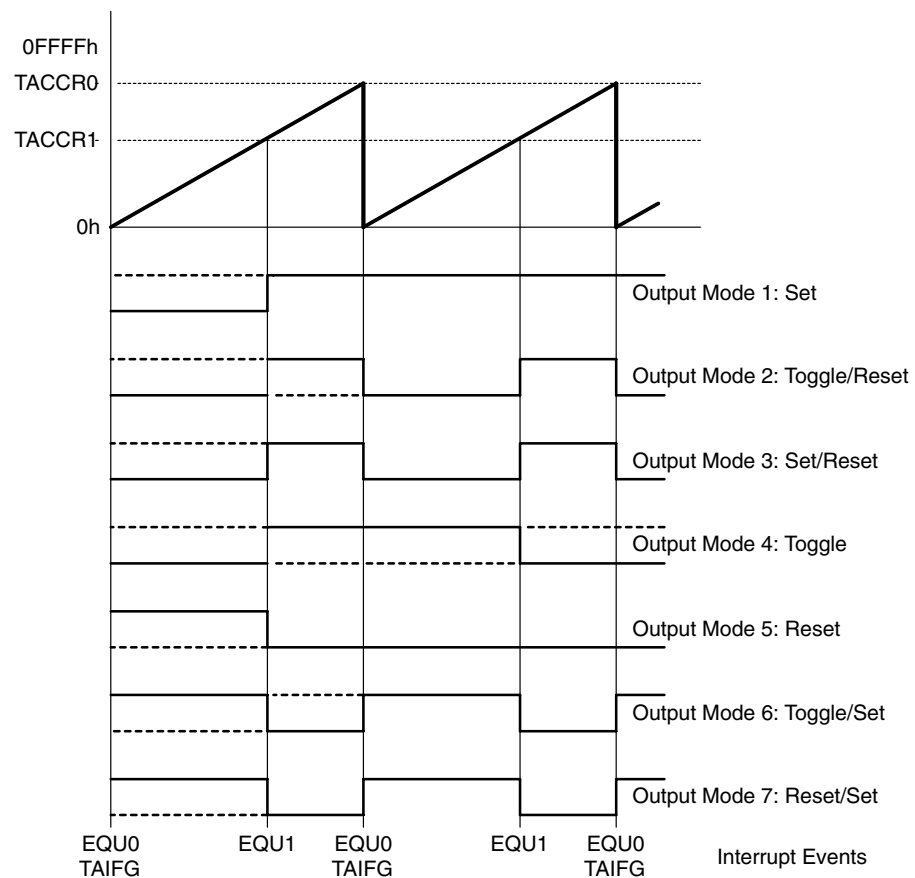 0FFFFh
TACCR0
TACCR1
0h
Output Mode 1: Set
Output Mode 2: Toggle/Reset
Output Mode 3: Set/Reset
Output Mode 4: Toggle
Output Mode 5: Reset
Output Mode 6: Toggle/Set
Output Mode 7: Reset/Set
EQU0 EQU1 EQU0 EQU1 EQU0
TAIFG TAIFG TAIFG
Interrupt Events